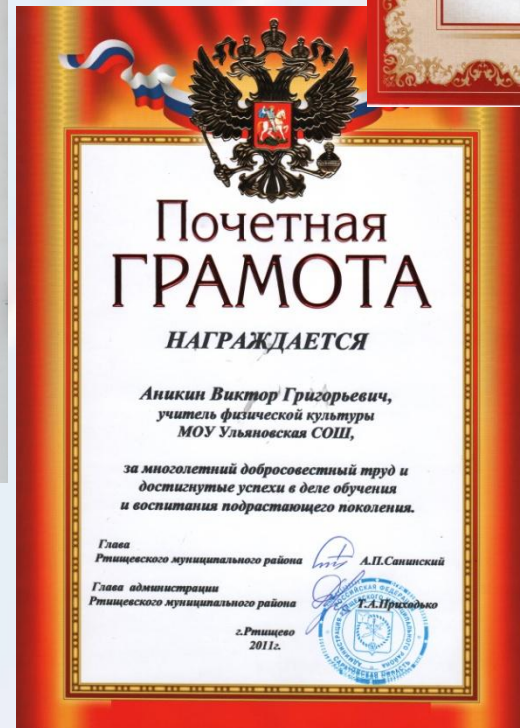 Почетная
ГРАМОТА
НАГРАЖДАЕТСЯ
Аникин Виктор Григорьевич,
учитель физической культуры
МОУ Ульяновская СОШ,
за многолетний добросовестный труд и
достигнутые успехи в деле обучения
и воспитания подрастающего поколения.
Глава
Ртищевского муниципального района А.П.Санинский
Глава администрации
Ртищевского муниципального района Т.А.Приходько
г.Ртищево
2011г.